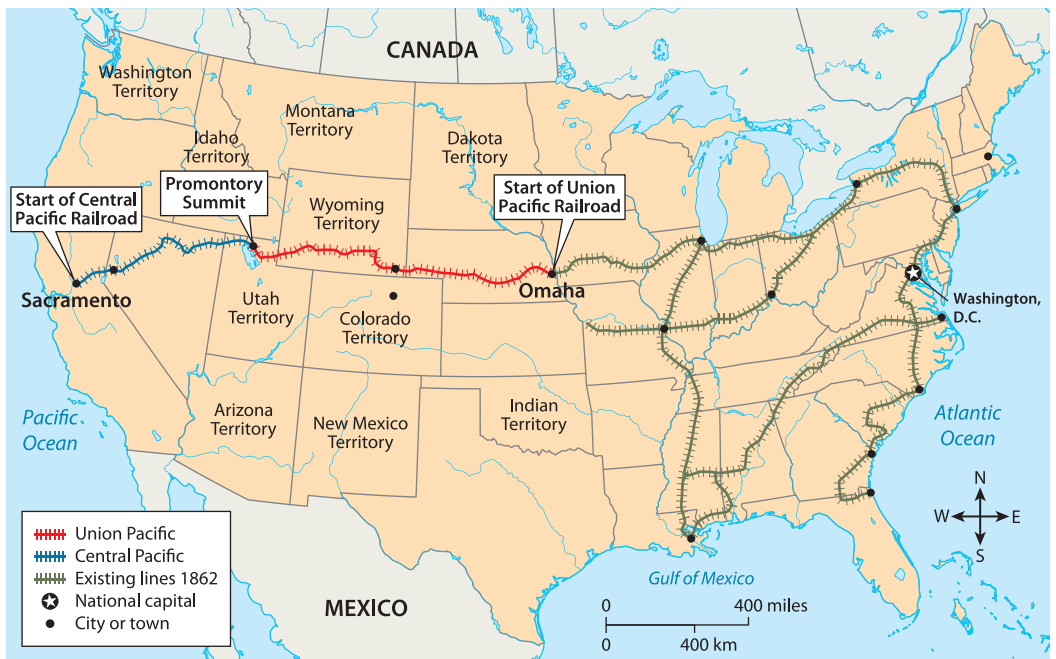 CANADA
Washington
Territory
Montana
Territory
Idaho
Territory
Dakota
Territory
Start of Central
Pacific Railroad
Promontory
Summit
Wyoming
Territory
Start of Union
Pacific Railroad
Sacramento
Omaha
Utah
Territory
Colorado
Territory
Washington,
D.C.
Pacific
Ocean
Arizona
Territory
New Mexico
Territory
Indian
Territory
Atlantic
Ocean
N
W
E
S
Union Pacific
Central Pacific
Existing lines 1862
National capital
City or town
MEXICO
Gulf of Mexico
0
400 miles
0
400 km